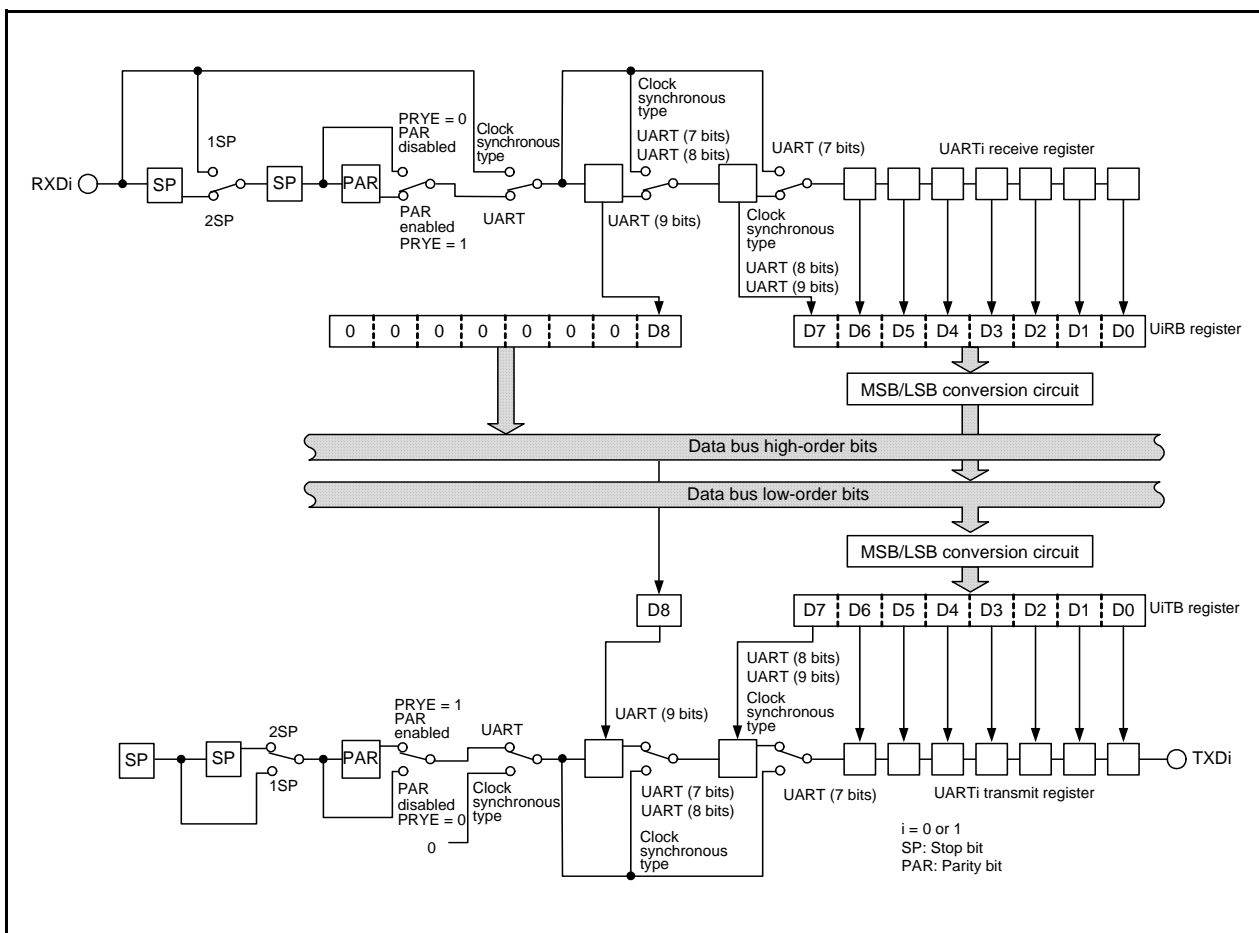 Clock
synchronous
type
PRYE = 0
PAR
disabled
Clock
synchronous
type
1SP
UART (7 bits)
UART (8 bits)
UART (7 bits)
UARTi receive register
RXDi
SP
SP
PAR
2SP
PAR
enabled
PRYE = 1
UART
UART (9 bits)
Clock
synchronous
type
UART (8 bits)
UART (9 bits)
0 0 0 0 0 0 0 D8
D7 D6 D5 D4 D3 D2 D1 D0
UiRB register
MSB/LSB conversion circuit
Data bus high-order bits
Data bus low-order bits
MSB/LSB conversion circuit
D8
D7 D6 D5 D4 D3 D2 D1 D0
UiTB register
UART (8 bits)
UART (9 bits)
Clock
synchronous
type
PRYE = 1
PAR
enabled
UART
UART (9 bits)
2SP
SP
SP
PAR
TXDi
1SP
PAR
disabled
PRYE = 0
Clock
synchronous
type
0
UART (7 bits)
UART (8 bits)
Clock
synchronous
type
UART (7 bits)
UARTi transmit register
i = 0 or 1
SP: Stop bit
PAR: Parity bit